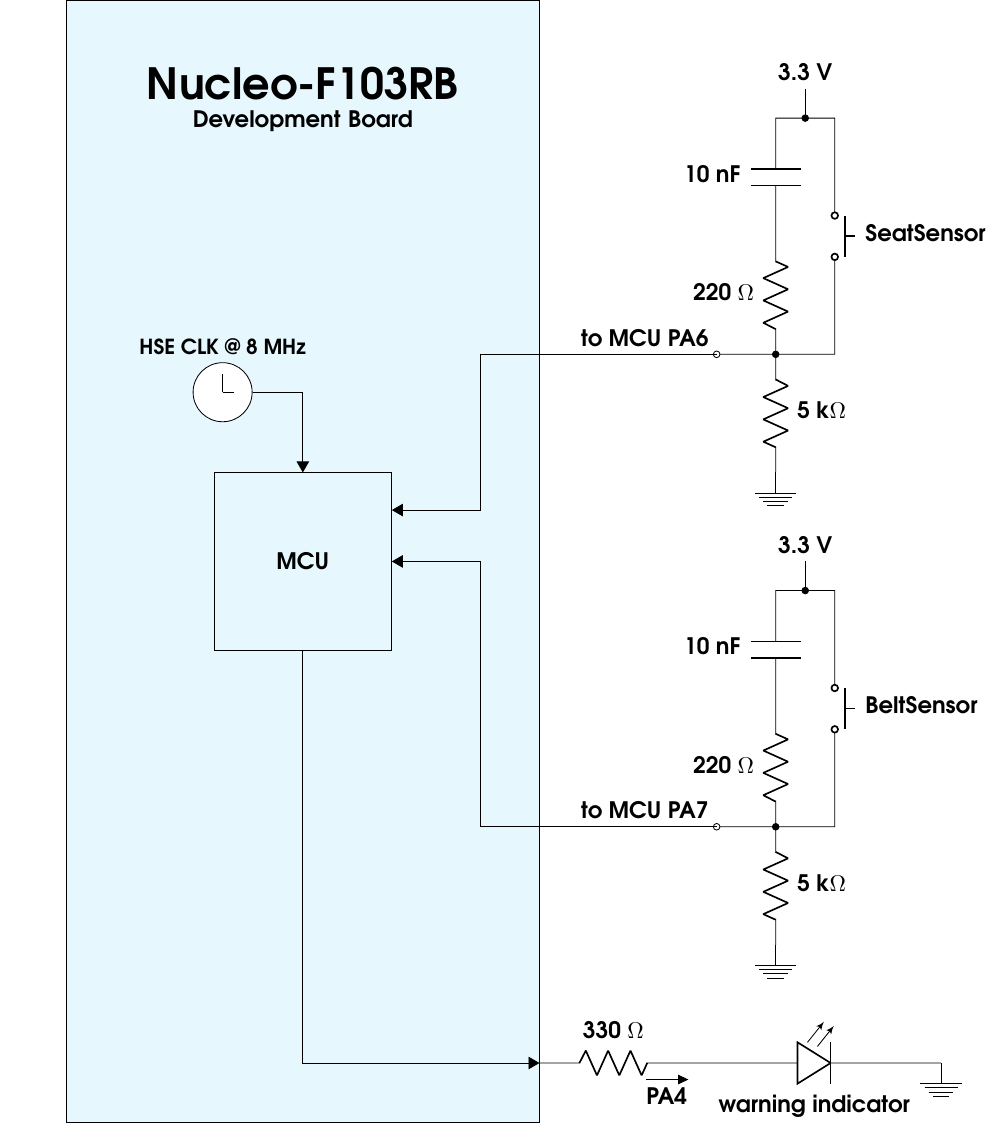 Nucleo-F103RB
Development Board
3.3 V
10 nF
SeatSensor
220 Ω
to MCU PA6
HSE CLK @ 8 MHz
5 kΩ
MCU
3.3 V
10 nF
BeltSensor
220 Ω
to MCU PA7
5 kΩ
330 Ω
PA4
warning indicator